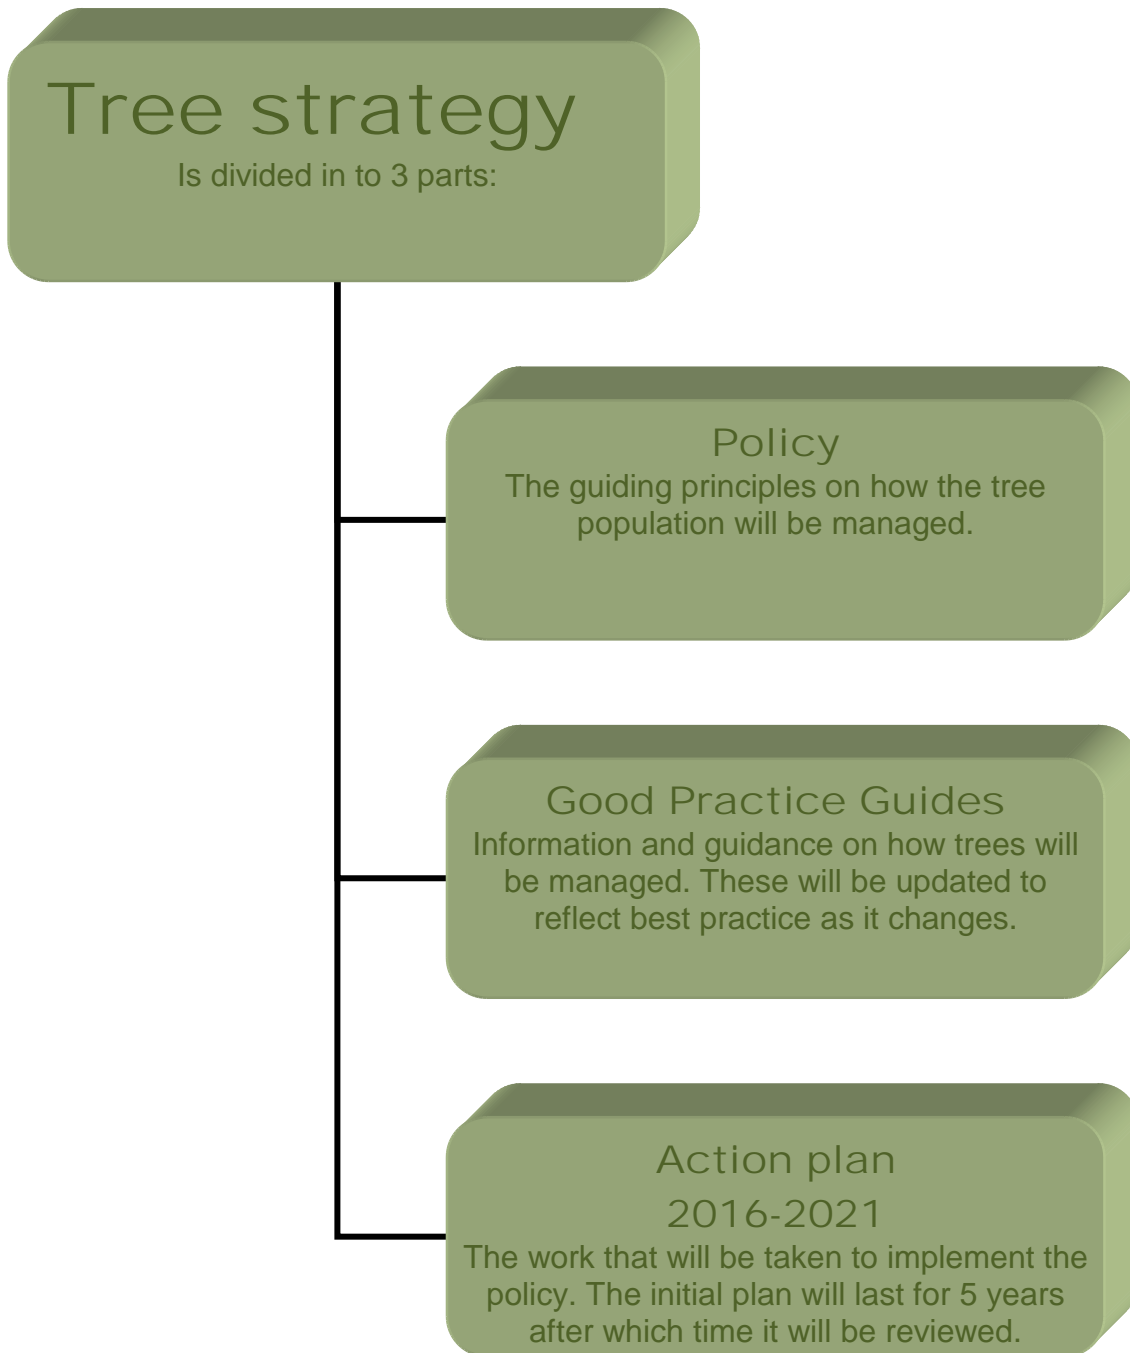 Tree strategy
Is divided in to 3 parts:
Policy
The guiding principles on how the tree
population will be managed.
Good Practice Guides
Information and guidance on how trees will
be managed. These will be updated to
reflect best practice as it changes.
Action plan
2016-2021
The work that will be taken to implement the
policy. The initial plan will last for 5 years
after which time it will be reviewed.